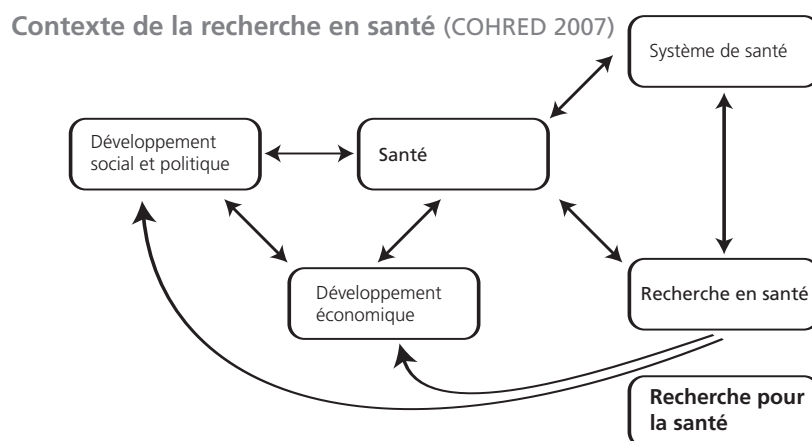 Contexte de la recherche en santé (COHRED 2007)
Système de santé
Développement
social et politique
Santé
Développement
économique
Recherche en santé
Recherche pour
la santé